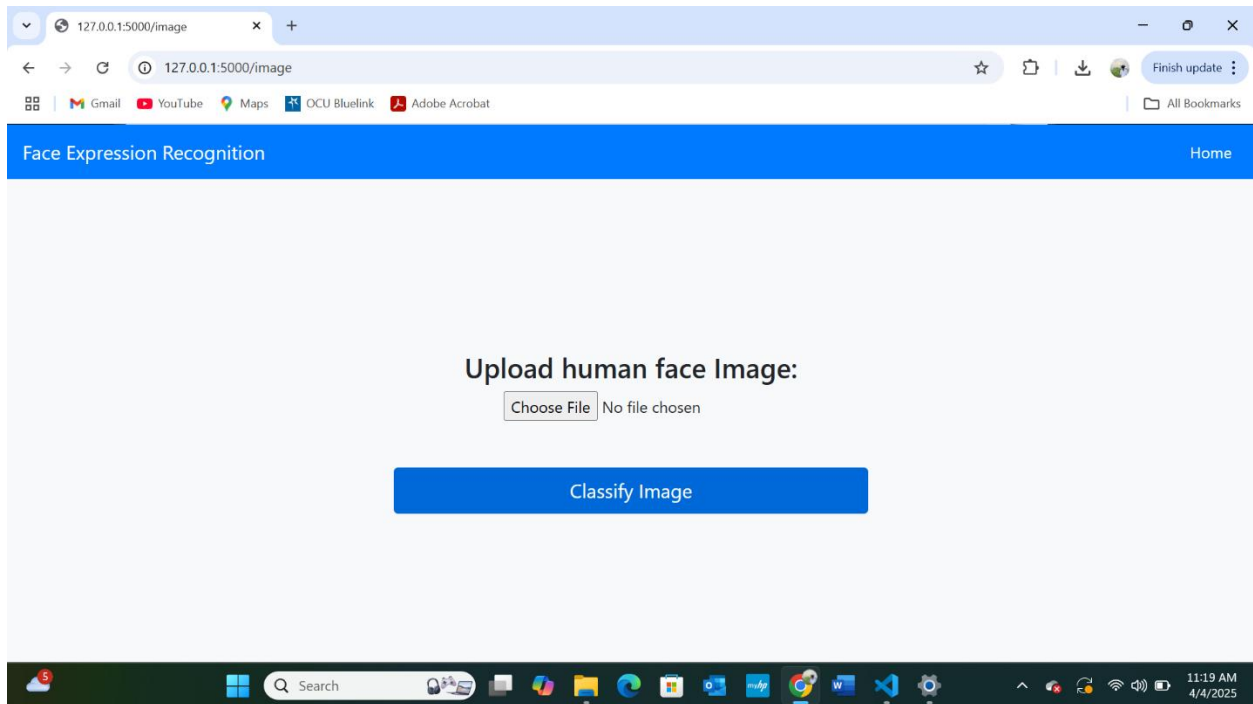 127.0.0.1:5000/image
127.0.0.1:5000/image
Finish update
Gmail YouTube Maps OCU Bluelink Adobe Acrobat All Bookmarks
Face Expression Recognition Home
Upload human face Image:
Choose File No file chosen
Classify Image
5 Search myhp W 11:19 AM
4/4/2025